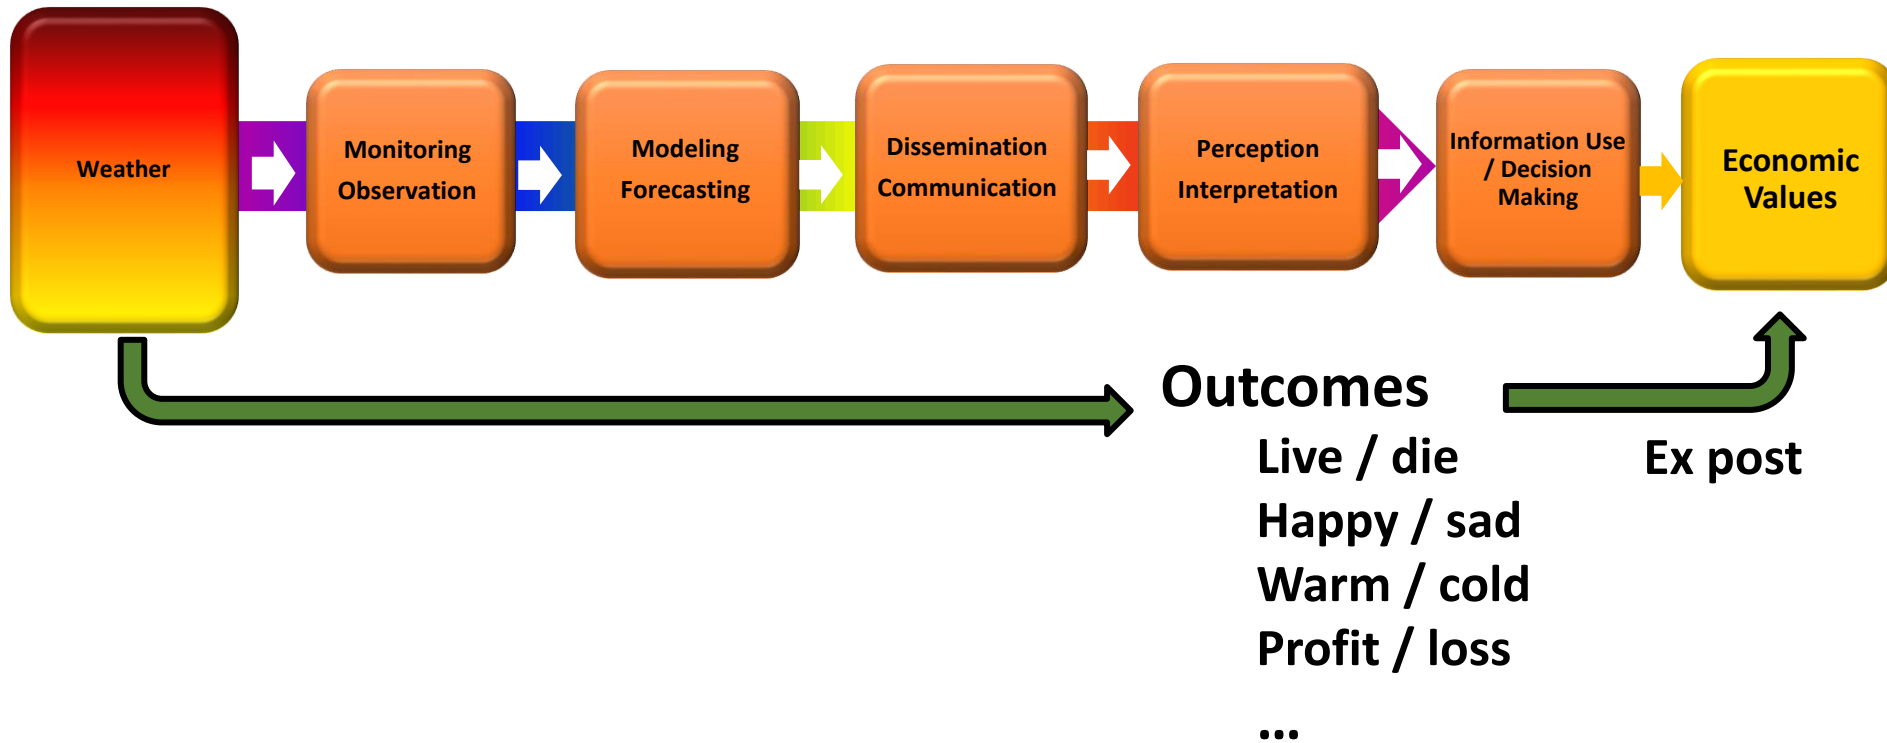 Weather
Monitoring
Observation
Modeling
Forecasting
Dissemination
Communication
Perception
Interpretation
Information Use
/ Decision
Making
Economic
Values
Outcomes
Live / die
Happy / sad
Warm / cold
Profit / loss
...
Ex post